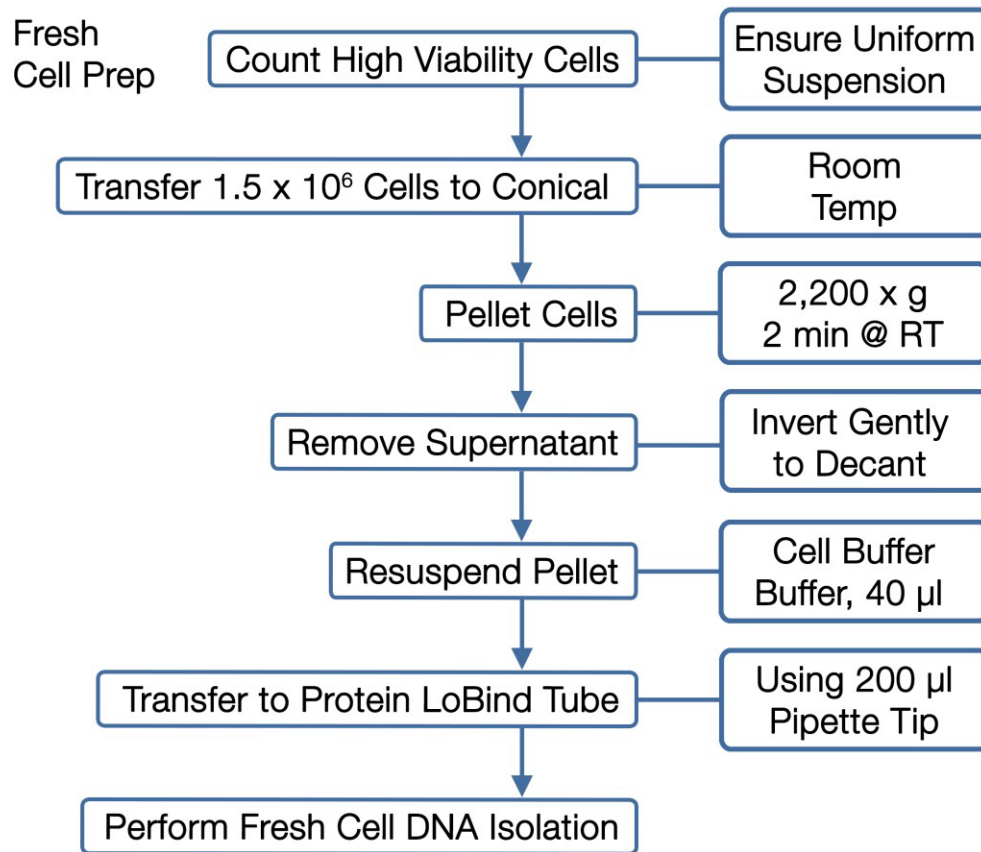 Fresh
Cell Prep
Count High Viability Cells
Ensure Uniform
Suspension
Transfer 1.5 x 10⁶ Cells to Conical
Room
Temp
Pellet Cells
2,200 x g
2 min @ RT
Remove Supernatant
Invert Gently
to Decant
Resuspend Pellet
Cell Buffer
Buffer, 40 µl
Transfer to Protein LoBind Tube
Using 200 µl
Pipette Tip
Perform Fresh Cell DNA Isolation